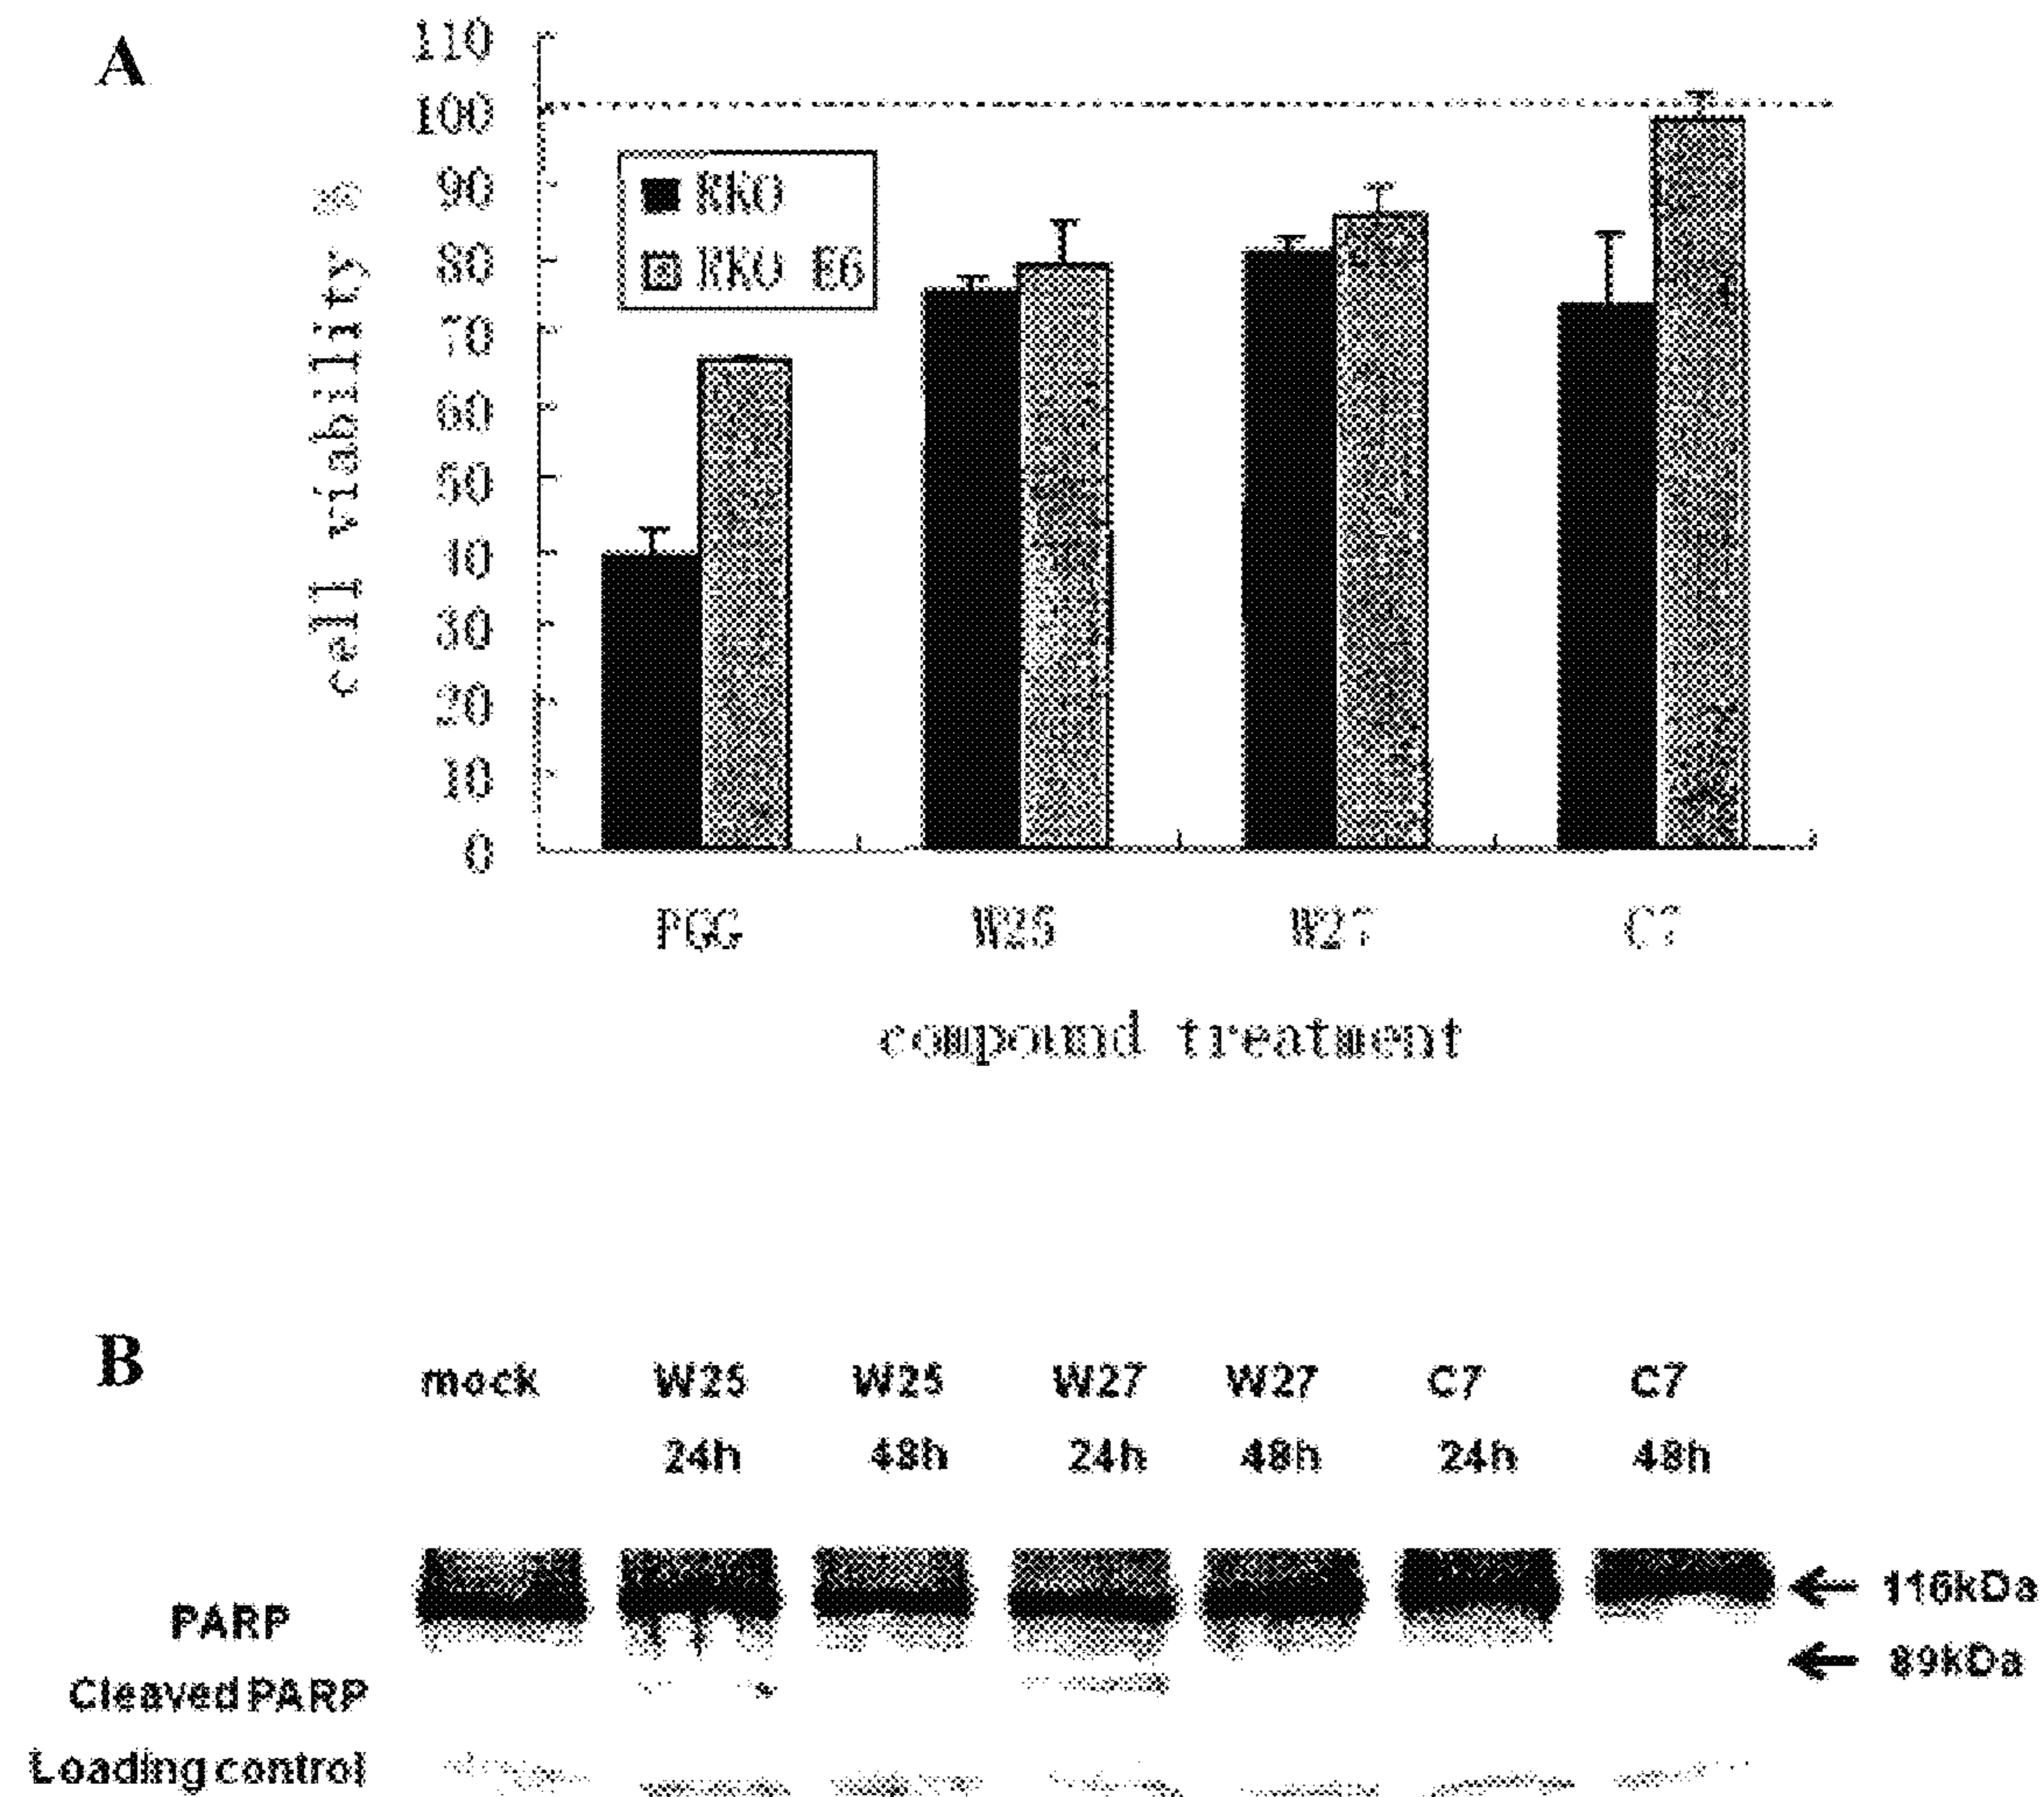 A
110
100
90
80
70
60
50
40
30
20
10
0
cell viability %
RKO
RKO E6
PGG
W25
W27
C7
compound treatment
B
mock W25 W25 W27 W27 C7 C7
24h 48h 24h 48h 24h 48h
116kDa
PARP
89kDa
Cleaved PARP
Loading control